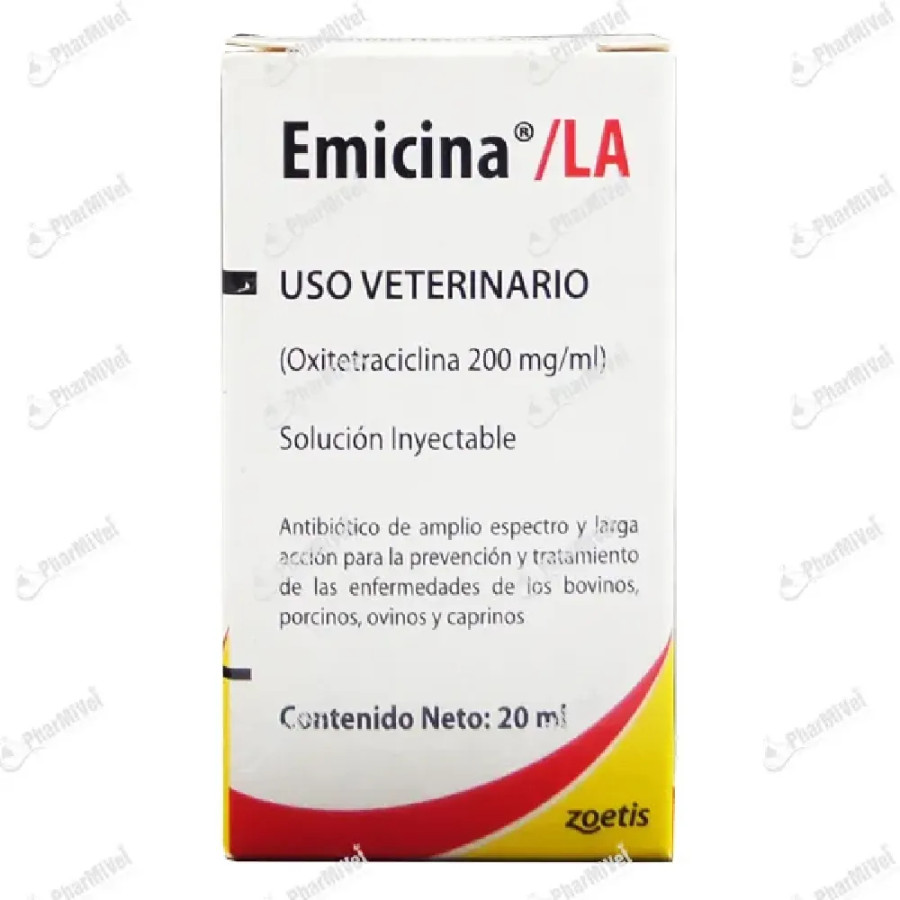 Emicina®/LA
USO VETERINARIO
(Oxitetraciclina 200 mg/ml)
Solución Inyectable
Antibiótico de amplio espectro y larga
acción para la prevención y tratamiento
de las enfermedades de los bovinos,
porcinos, ovinos y caprinos
Contenido Neto: 20 ml
zoetis
PharMiVet